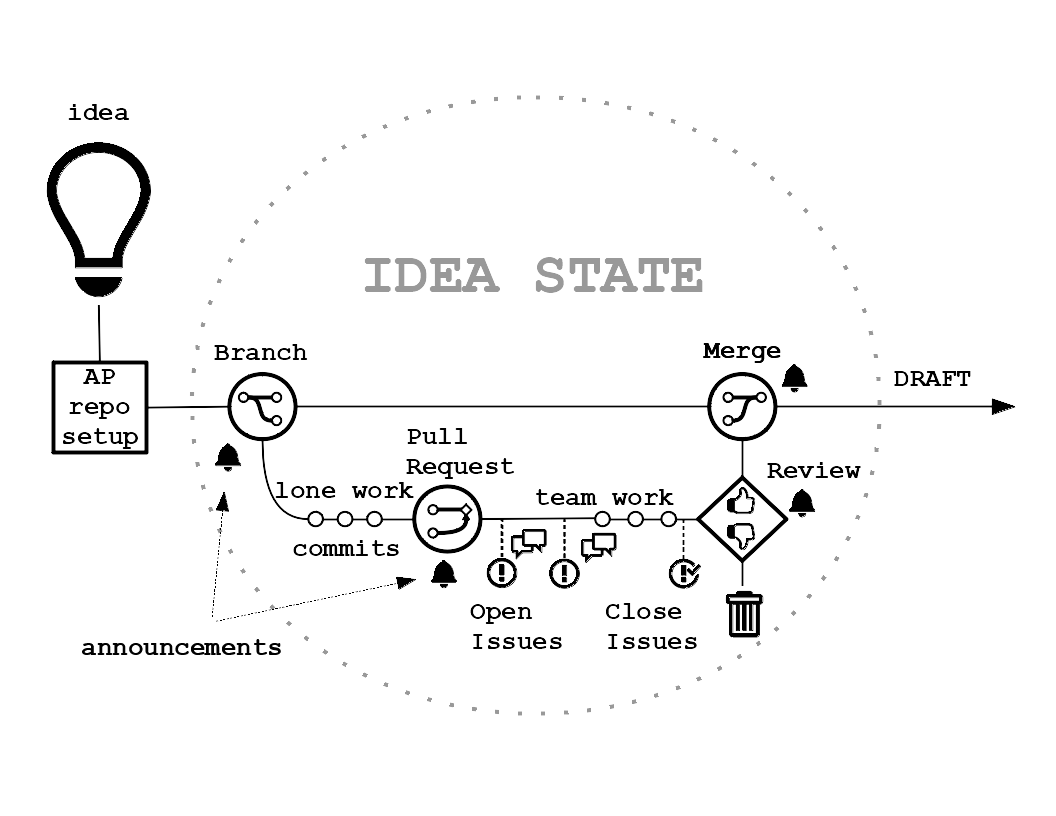 idea
IDEA STATE
Branch
Merge
AP
repo
setup
DRAFT
Pull
Request
Review
lone work
team work
commits
Open
Issues
Close
Issues
announcements